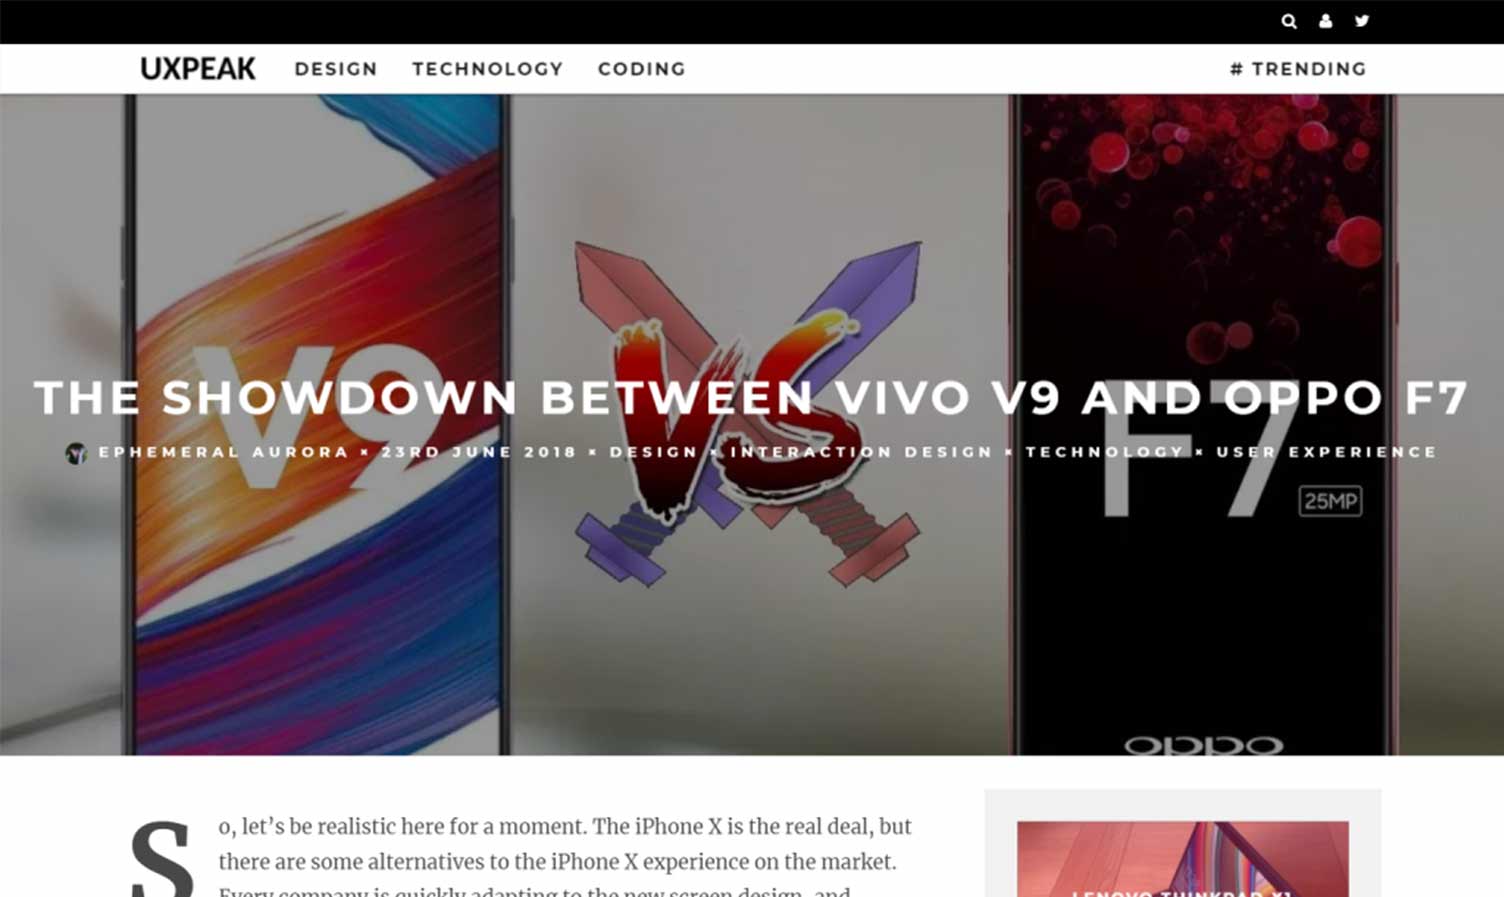 UXPEAK DESIGN TECHNOLOGY CODING # TRENDING
V9
VS
F7
25MP
THE SHOWDOWN BETWEEN VIVO V9 AND OPPO F7
EPHEMERAL AURORA × 23RD JUNE 2018 × DESIGN × INTERACTION DESIGN × TECHNOLOGY × USER EXPERIENCE
oppo
So, let’s be realistic here for a moment. The iPhone X is the real deal, but
there are some alternatives to the iPhone X experience on the market.
Every company is quickly adapting to the new screen design, and
LENOVO THINKPAD X1